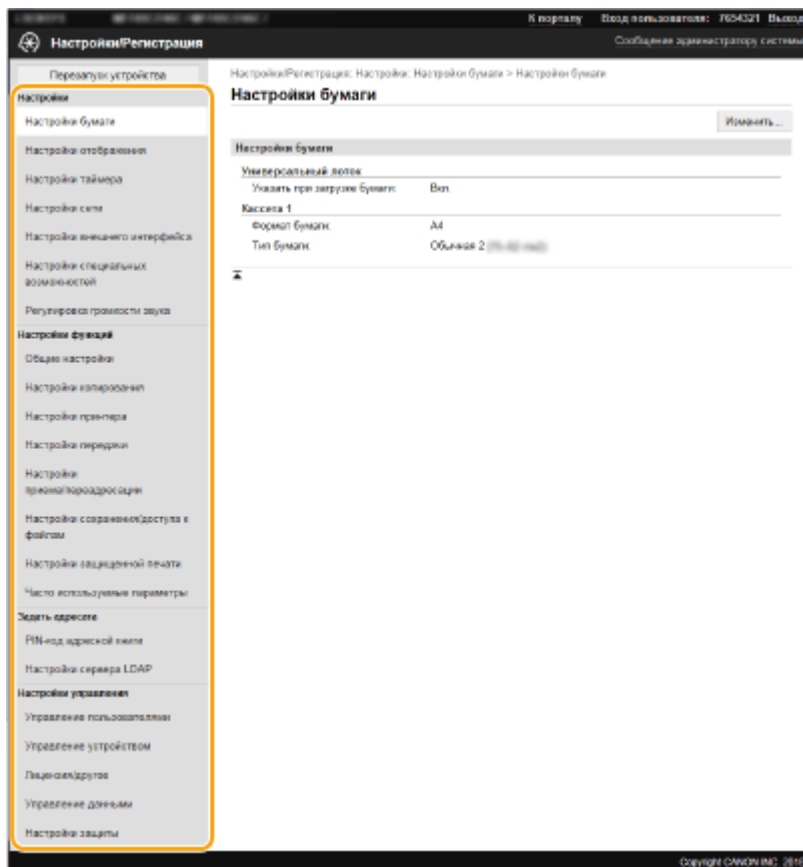 К порталу Вход пользователя: 7654321 Выход
Настройки/Регистрация
Сообщение администратору системы
Перезапуск устройства
Настройки
Настройки бумаги
Настройки отображения
Настройки таймера
Настройки сети
Настройки внешнего интерфейса
Настройки специальных
возможностей
Регулировка громкости звука
Настройки функций
Общие настройки
Настройки копирования
Настройки принтера
Настройки передачи
Настройки
приема/переадресации
Настройки сохранения/доступа к
файлам
Настройки защищенной печати
Часто используемые параметры
Задать адресата
PIN-код адресной книги
Настройки сервера LDAP
Настройки управления
Управление пользователями
Управление устройством
Лицензия/другое
Управление данными
Настройки защиты
Настройки/Регистрация: Настройки: Настройки бумаги > Настройки бумаги
Настройки бумаги
Изменить...
Настройки бумаги
Универсальный лоток
Указать при загрузке бумаги: Вкл.
Кассета 1
Формат бумаги: A4
Тип бумаги: Обычная 2
Copyright CANON INC.